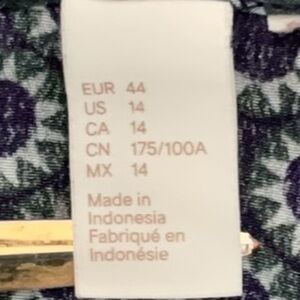 EUR 44
US 14
CA 14
CN 175/100A
MX 14
Made in
Indonesia
Fabriqué en
Indonésie